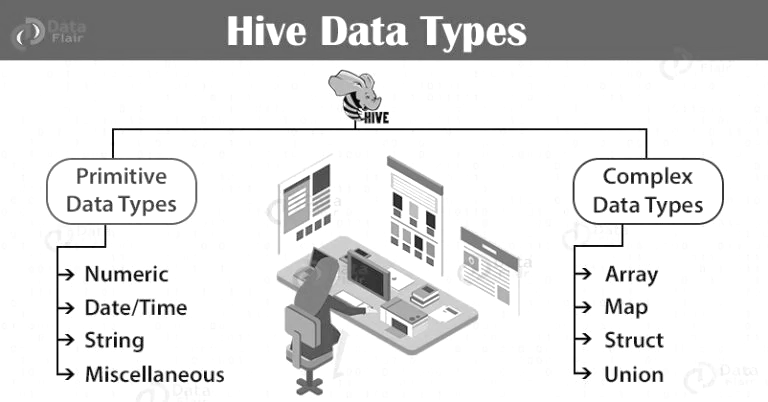 Data
Flair
Hive Data Types
HIVE
Primitive
Data Types
Complex
Data Types
Numeric
Date/Time
String
Miscellaneous
Array
Map
Struct
Union